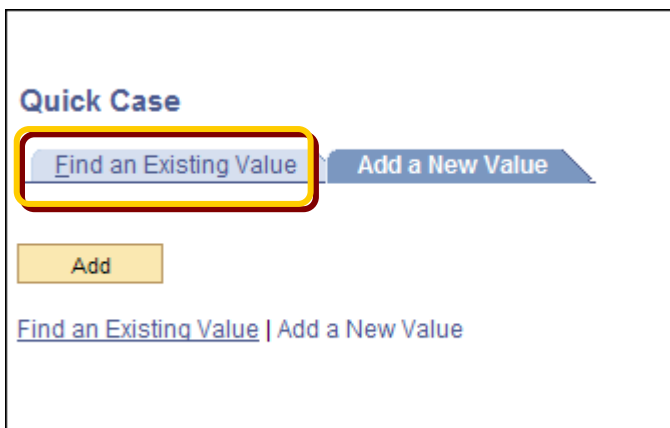 Quick Case
Find an Existing Value Add a New Value
Add
Find an Existing Value | Add a New Value